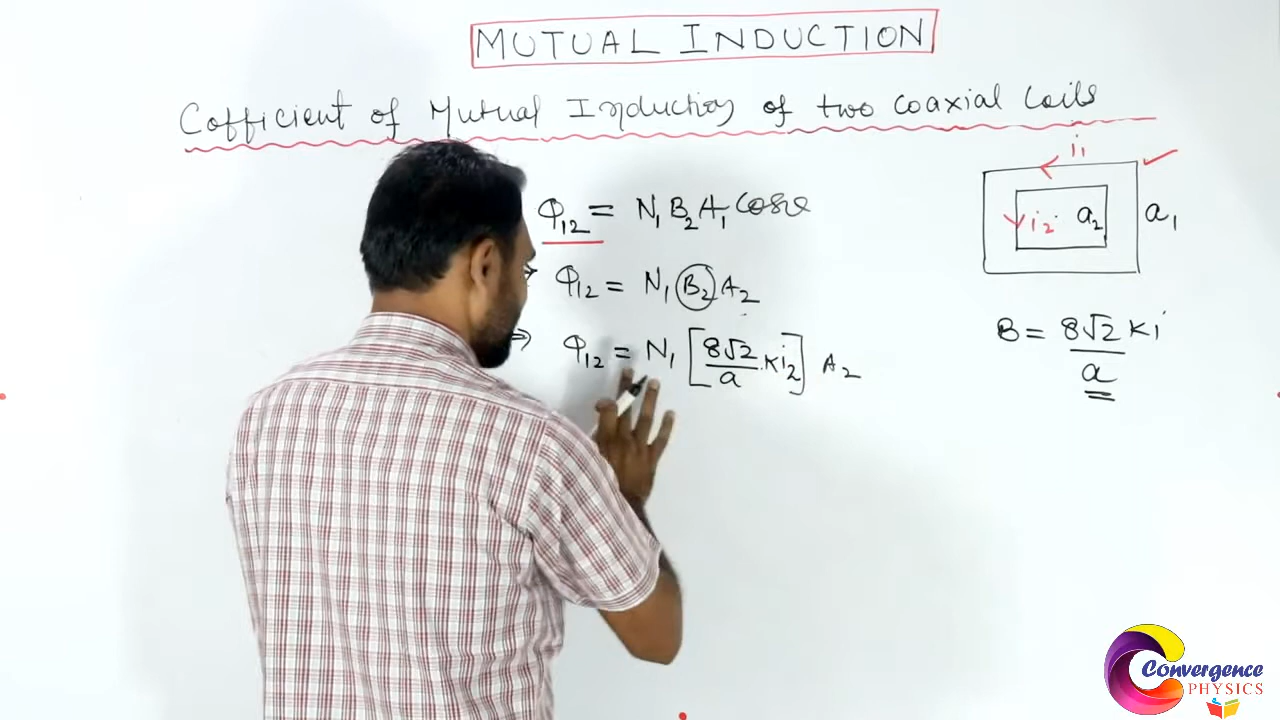 MUTUAL INDUCTION
Cofficient of Mutual Induction of two coaxial Coils
i₁
a₁
i₂ a₂
Φ₁₂ = N₁ B₂ A₁ Cosθ
⇒ Φ₁₂ = N₁ B₂ A₂
⇒ Φ₁₂ = N₁ [8√2/a . Ki₂] A₂
B = 8√2 Ki / a
Convergence
PHYSICS